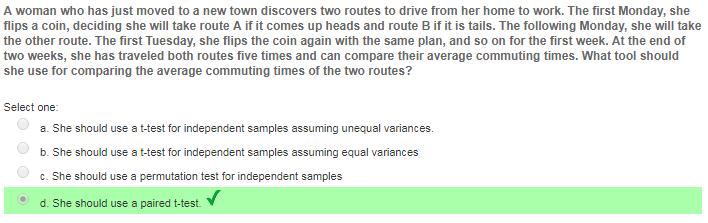 A woman who has just moved to a new town discovers two routes to drive from her home to work. The first Monday, she
flips a coin, deciding she will take route A if it comes up heads and route B if it is tails. The following Monday, she will take
the other route. The first Tuesday, she flips the coin again with the same plan, and so on for the first week. At the end of
two weeks, she has traveled both routes five times and can compare their average commuting times. What tool should
she use for comparing the average commuting times of the two routes?
Select one:
a. She should use a t-test for independent samples assuming unequal variances.
b. She should use a t-test for independent samples assuming equal variances
c. She should use a permutation test for independent samples
d. She should use a paired t-test.